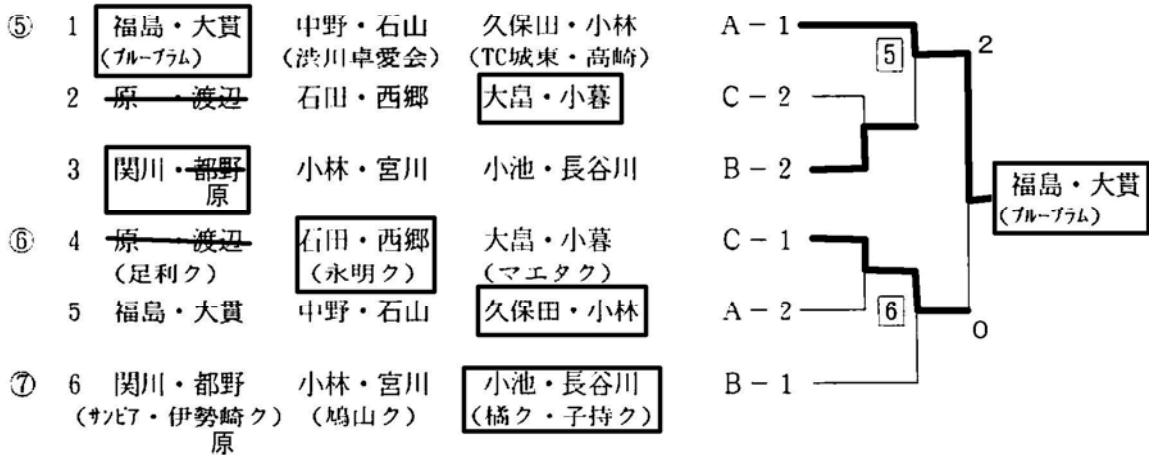 ⑤ 1 福島・大貫 中野・石山 久保田・小林 A-1
(ブループラム) (渋川卓愛会) (TC城東・高崎) 5 2
2 原・渡辺 石田・西郷 大畠・小暮 C-2
3 関川・都野 小林・宮川 小池・長谷川 B-2
原
福島・大貫
(ブループラム)
⑥ 4 原・渡辺 石田・西郷 大畠・小暮 C-1
(足利ク) (永明ク) (マエタク)
5 福島・大貫 中野・石山 久保田・小林 A-2 6 0
⑦ 6 関川・都野 小林・宮川 小池・長谷川 B-1
(サンピア・伊勢崎ク) (鳩山ク) (橘ク・子持ク)
原